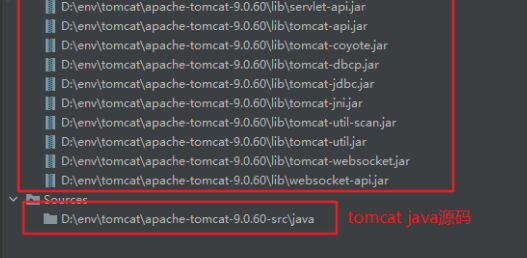 D:\env\tomcat\apache-tomcat-9.0.60\lib\servlet-api.jar
D:\env\tomcat\apache-tomcat-9.0.60\lib\tomcat-api.jar
D:\env\tomcat\apache-tomcat-9.0.60\lib\tomcat-coyote.jar
D:\env\tomcat\apache-tomcat-9.0.60\lib\tomcat-dbcp.jar
D:\env\tomcat\apache-tomcat-9.0.60\lib\tomcat-jdbc.jar
D:\env\tomcat\apache-tomcat-9.0.60\lib\tomcat-jni.jar
D:\env\tomcat\apache-tomcat-9.0.60\lib\tomcat-util-scan.jar
D:\env\tomcat\apache-tomcat-9.0.60\lib\tomcat-util.jar
D:\env\tomcat\apache-tomcat-9.0.60\lib\tomcat-websocket.jar
D:\env\tomcat\apache-tomcat-9.0.60\lib\websocket-api.jar
Sources
D:\env\tomcat\apache-tomcat-9.0.60-src\java tomcat java源码